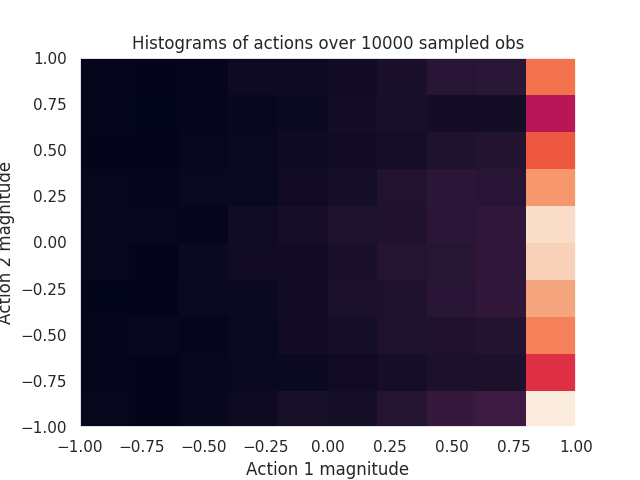 Histograms of actions over 10000 sampled obs
1.00
0.75
0.50
0.25
0.00
−0.25
−0.50
−0.75
−1.00
Action 2 magnitude
−1.00 −0.75 −0.50 −0.25 0.00 0.25 0.50 0.75 1.00
Action 1 magnitude